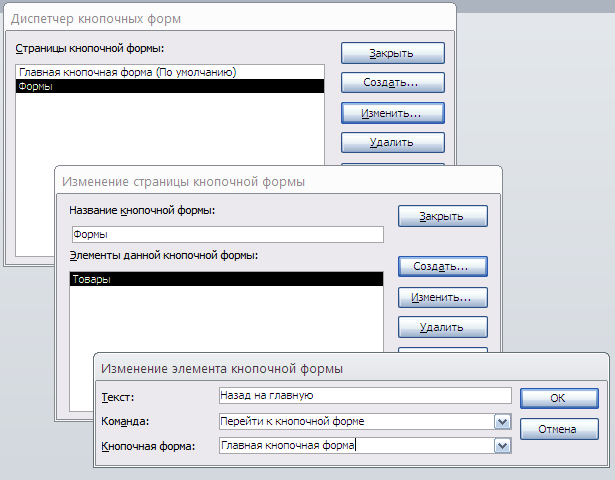 Диспетчер кнопочных форм
Страницы кнопочной формы:
Главная кнопочная форма (По умолчанию)
Формы
Закрыть
Создать...
Изменить...
Удалить
Изменение страницы кнопочной формы
Название кнопочной формы:
Формы
Закрыть
Элементы данной кнопочной формы:
Товары
Создать...
Изменить...
Удалить
Изменение элемента кнопочной формы
Текст:
Назад на главную
OK
Команда:
Перейти к кнопочной форме
Отмена
Кнопочная форма:
Главная кнопочная форма